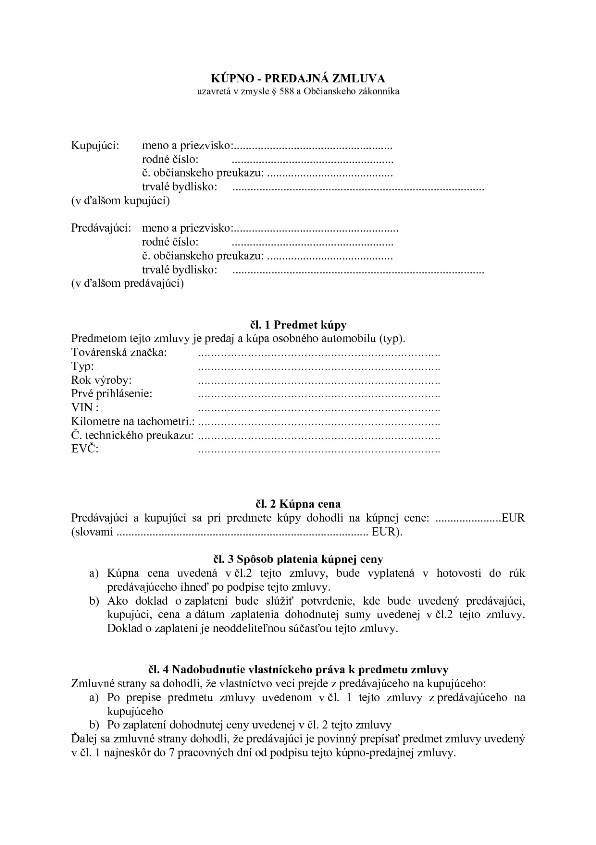 KÚPNO - PREDAJNÁ ZMLUVA
uzavretá v zmysle § 588 a Občianskeho zákonníka
Kupujúci: meno a priezvisko:.....................................................
rodné číslo: ......................................................
č. občianskeho preukazu: ..........................................
trvalé bydlisko: ....................................................................................
(v ďalšom kupujúci)
Predávajúci: meno a priezvisko:.......................................................
rodné číslo: ......................................................
č. občianskeho preukazu: ..........................................
trvalé bydlisko: ....................................................................................
(v ďalšom predávajúci)
čl. 1 Predmet kúpy
Predmetom tejto zmluvy je predaj a kúpa osobného automobilu (typ).
Továrenská značka: .........................................................................
Typ: .........................................................................
Rok výroby: .........................................................................
Prvé prihlásenie: .........................................................................
VIN : .........................................................................
Kilometre na tachometri.: .........................................................................
Č. technického preukazu: .........................................................................
EVČ: .........................................................................
čl. 2 Kúpna cena
Predávajúci a kupujúci sa pri predmete kúpy dohodli na kúpnej cene: ......................EUR
(slovami .................................................................................... EUR).
čl. 3 Spôsob platenia kúpnej ceny
a) Kúpna cena uvedená v čl.2 tejto zmluvy, bude vyplatená v hotovosti do rúk
predávajúceho ihneď po podpise tejto zmluvy.
b) Ako doklad o zaplatení bude slúžiť potvrdenie, kde bude uvedený predávajúci,
kupujúci, cena a dátum zaplatenia dohodnutej sumy uvedenej v čl.2 tejto zmluvy.
Doklad o zaplatení je neoddeliteľnou súčasťou tejto zmluvy.
čl. 4 Nadobudnutie vlastníckeho práva k predmetu zmluvy
Zmluvné strany sa dohodli, že vlastníctvo veci prejde z predávajúceho na kupujúceho:
a) Po prepise predmetu zmluvy uvedenom v čl. 1 tejto zmluvy z predávajúceho na
kupujúceho
b) Po zaplatení dohodnutej ceny uvedenej v čl. 2 tejto zmluvy
Ďalej sa zmluvné strany dohodli, že predávajúci je povinný prepísať predmet zmluvy uvedený
v čl. 1 najneskôr do 7 pracovných dní od podpisu tejto kúpno-predajnej zmluvy.